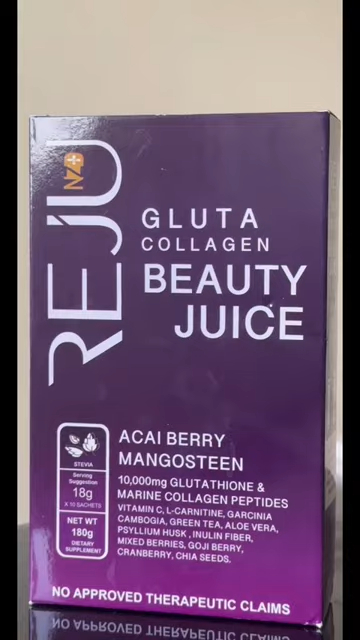 REJU
N4
GLUTA
COLLAGEN
BEAUTY
JUICE
STEVIA
Serving
Suggestion
18g
X 10 SACHETS
NET WT
180g
DIETARY
SUPPLEMENT
ACAI BERRY
MANGOSTEEN
10,000mg GLUTATHIONE &
MARINE COLLAGEN PEPTIDES
VITAMIN C, L-CARNITINE, GARCINIA
CAMBOGIA, GREEN TEA, ALOE VERA,
PSYLLIUM HUSK , INULIN FIBER,
MIXED BERRIES, GOJI BERRY,
CRANBERRY, CHIA SEEDS.
NO APPROVED THERAPEUTIC CLAIMS